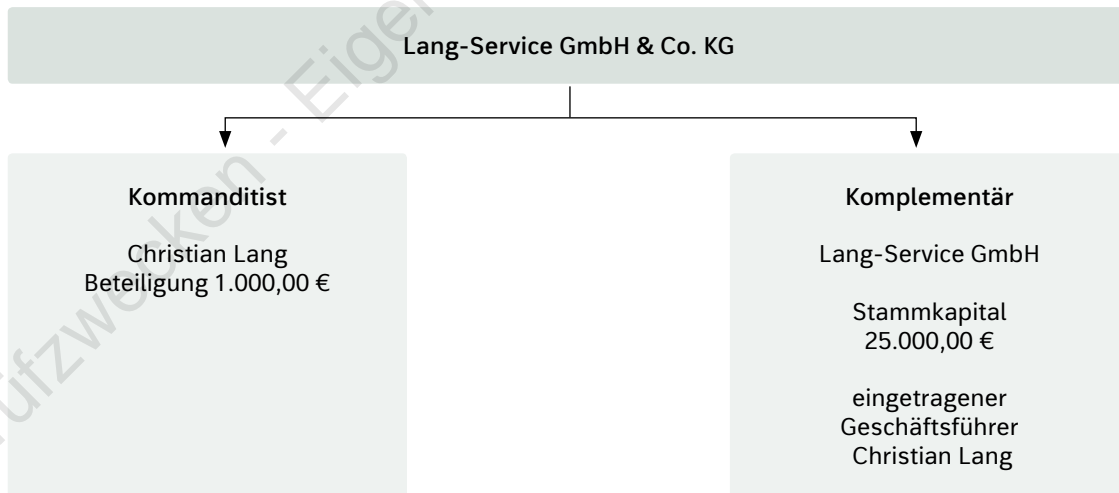 Lang-Service GmbH & Co. KG
Kommanditist
Christian Lang
Beteiligung 1.000,00 €
Komplementär
Lang-Service GmbH
Stammkapital
25.000,00 €
eingetragener
Geschäftsführer
Christian Lang